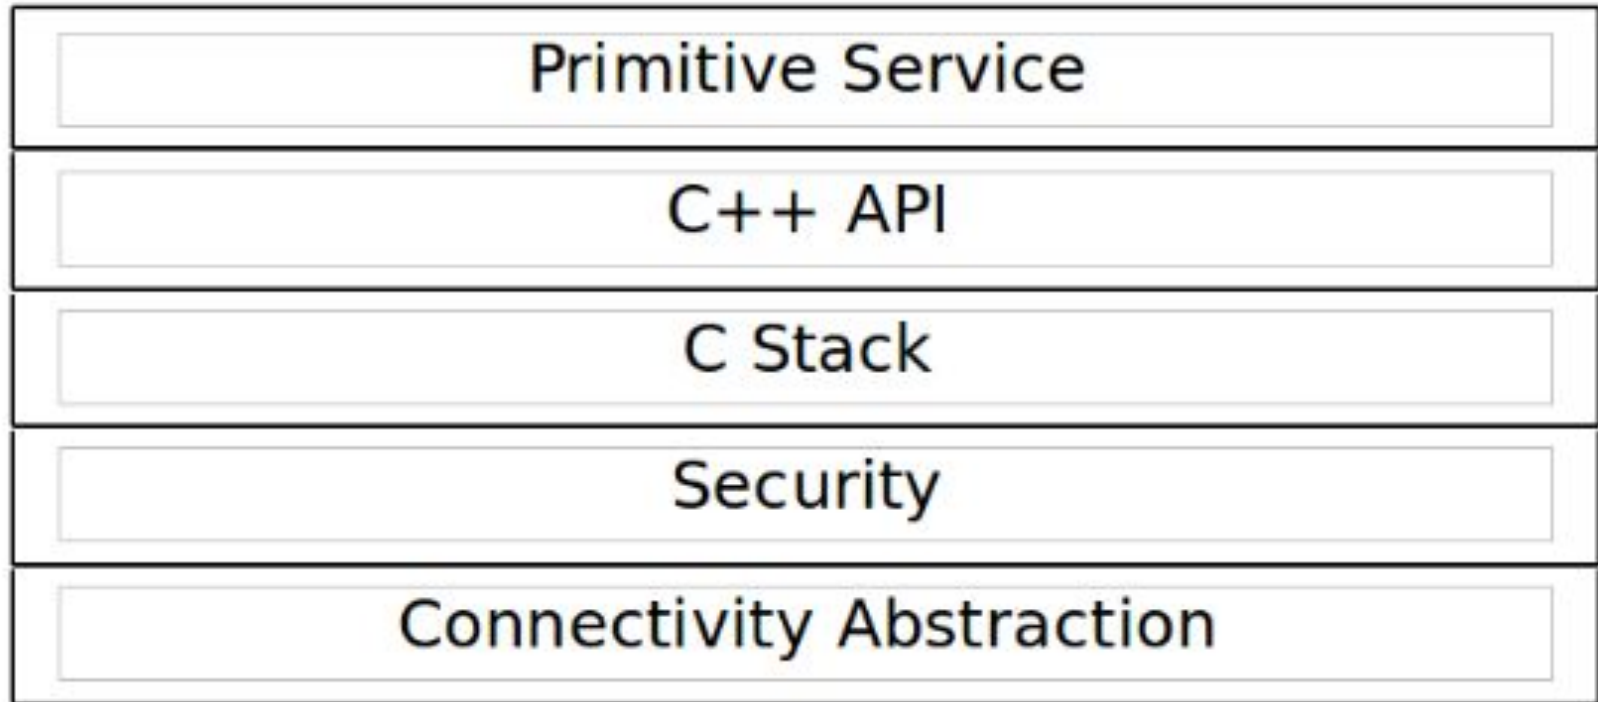 Primitive Service
C++ API
C Stack
Security
Connectivity Abstraction